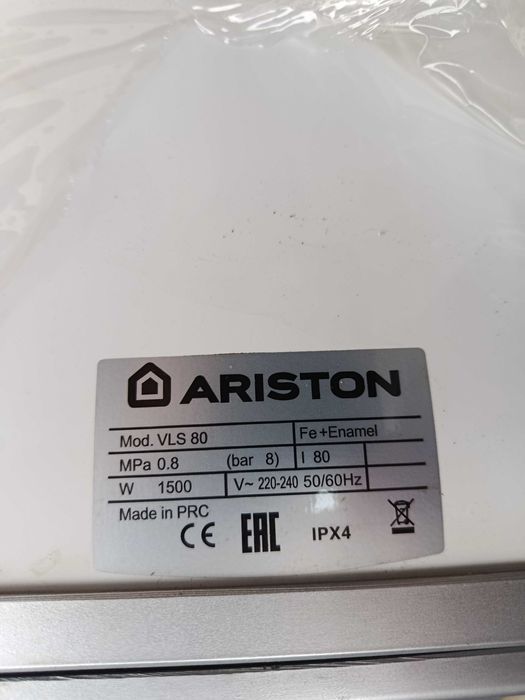 ARISTON
Mod. VLS 80 Fe+Enamel
MPa 0.8 (bar 8) l 80
W 1500 V~ 220-240 50/60Hz
Made in PRC
CE EAC IPX4